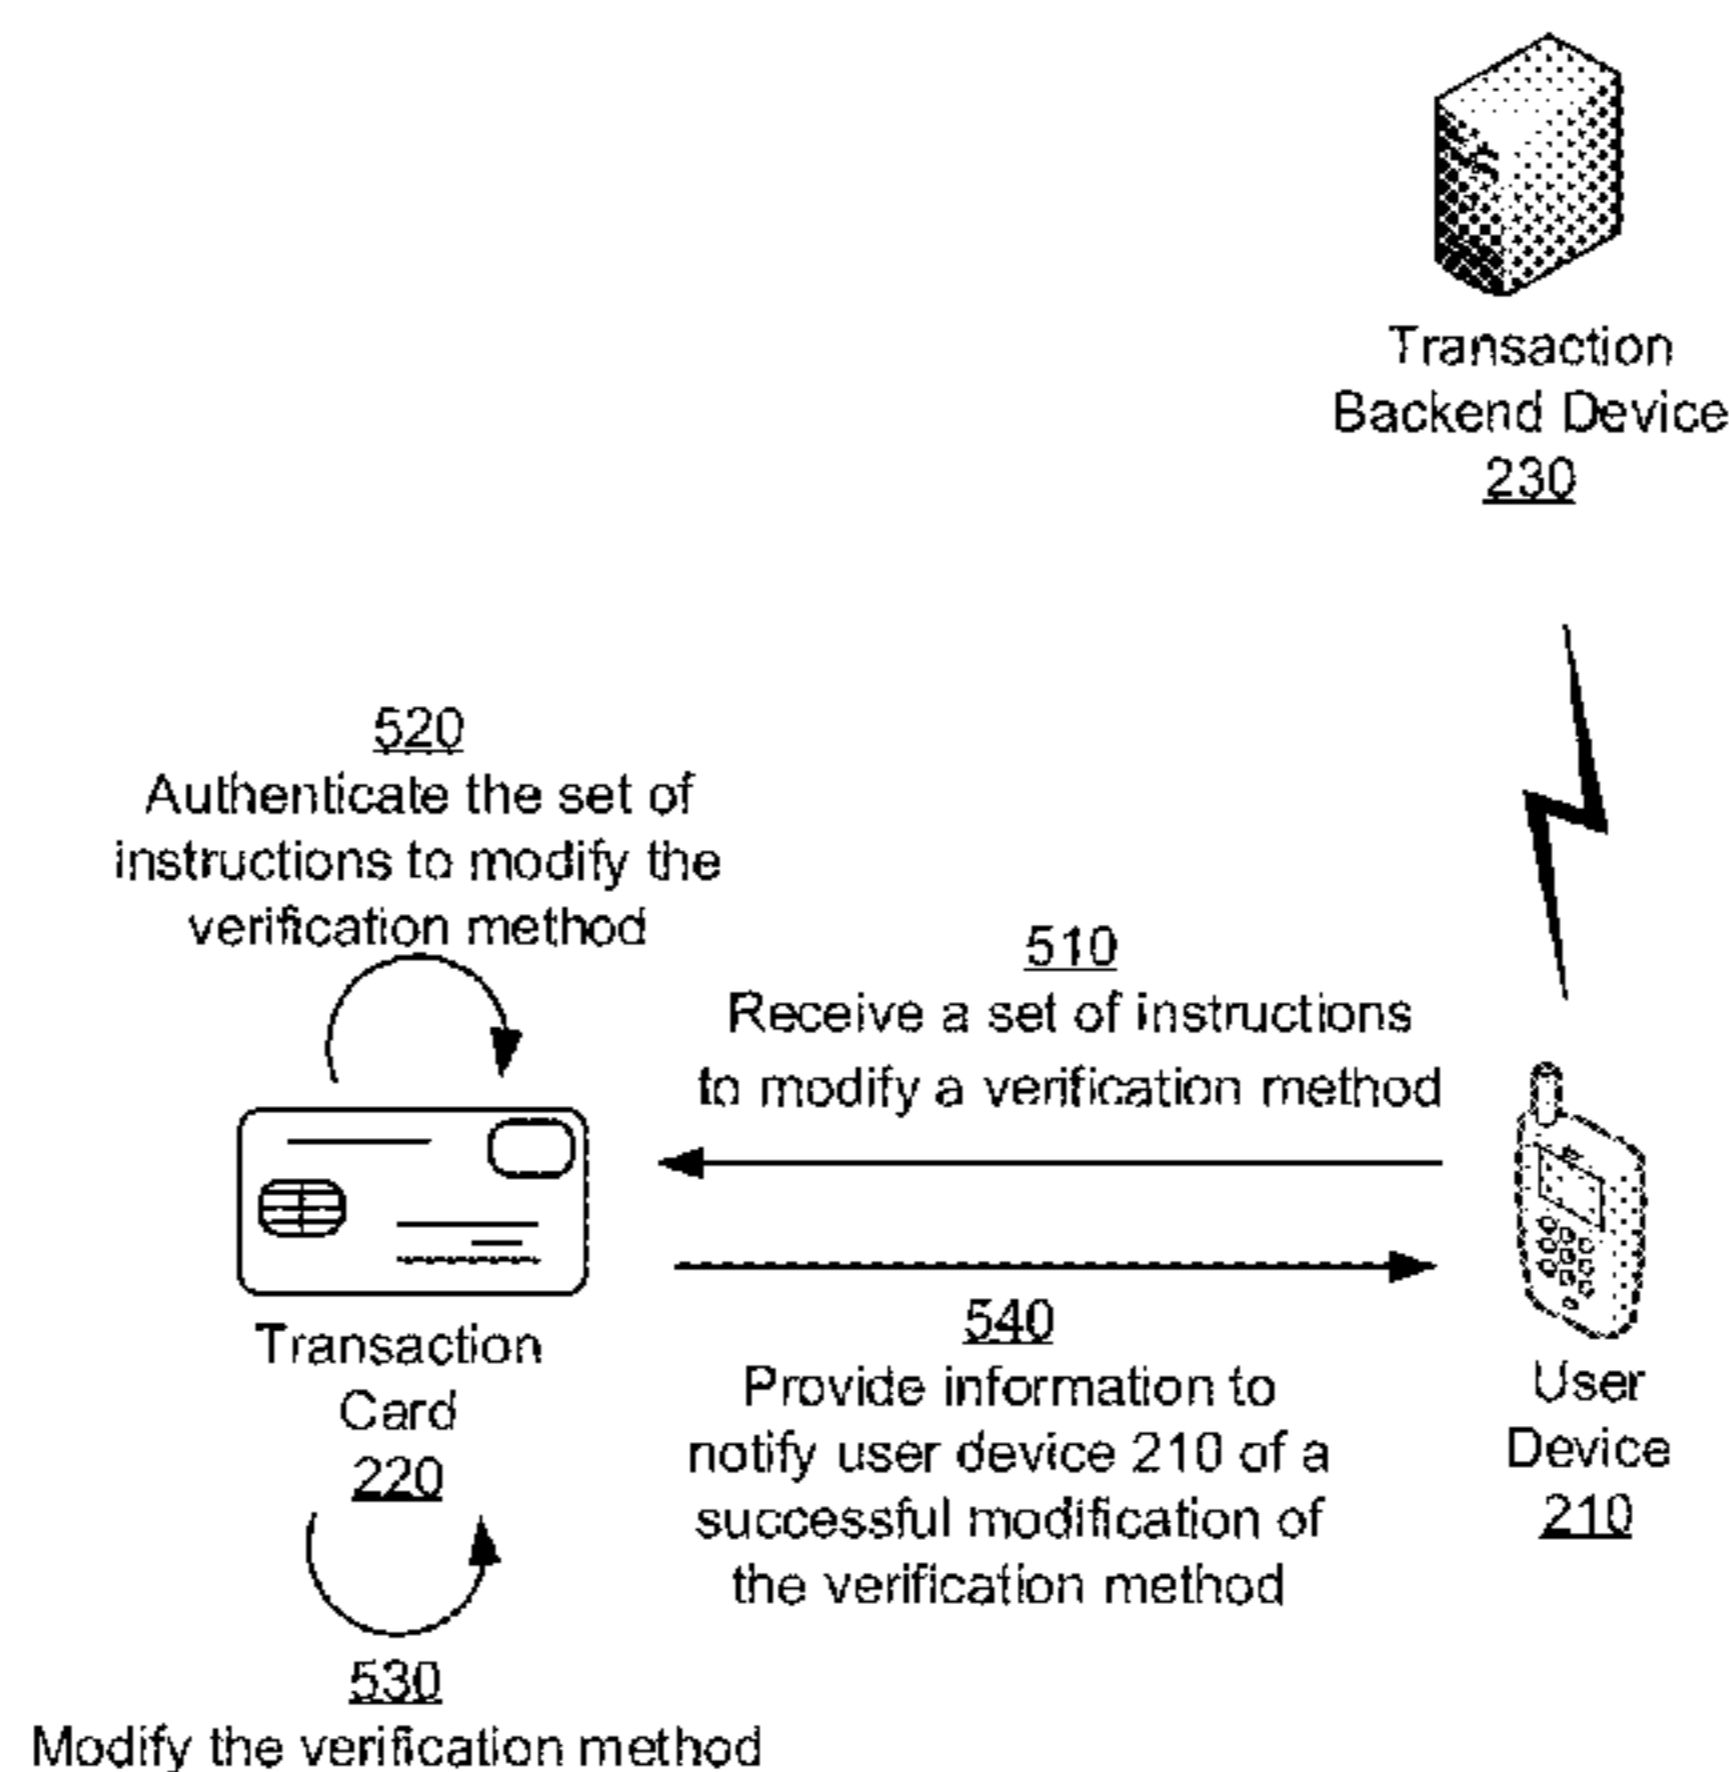 Transaction
Backend Device
230
520
Authenticate the set of
instructions to modify the
verification method
510
Receive a set of instructions
to modify a verification method
540
Provide information to
notify user device 210 of a
successful modification of
the verification method
Transaction
Card
220
User
Device
210
530
Modify the verification method